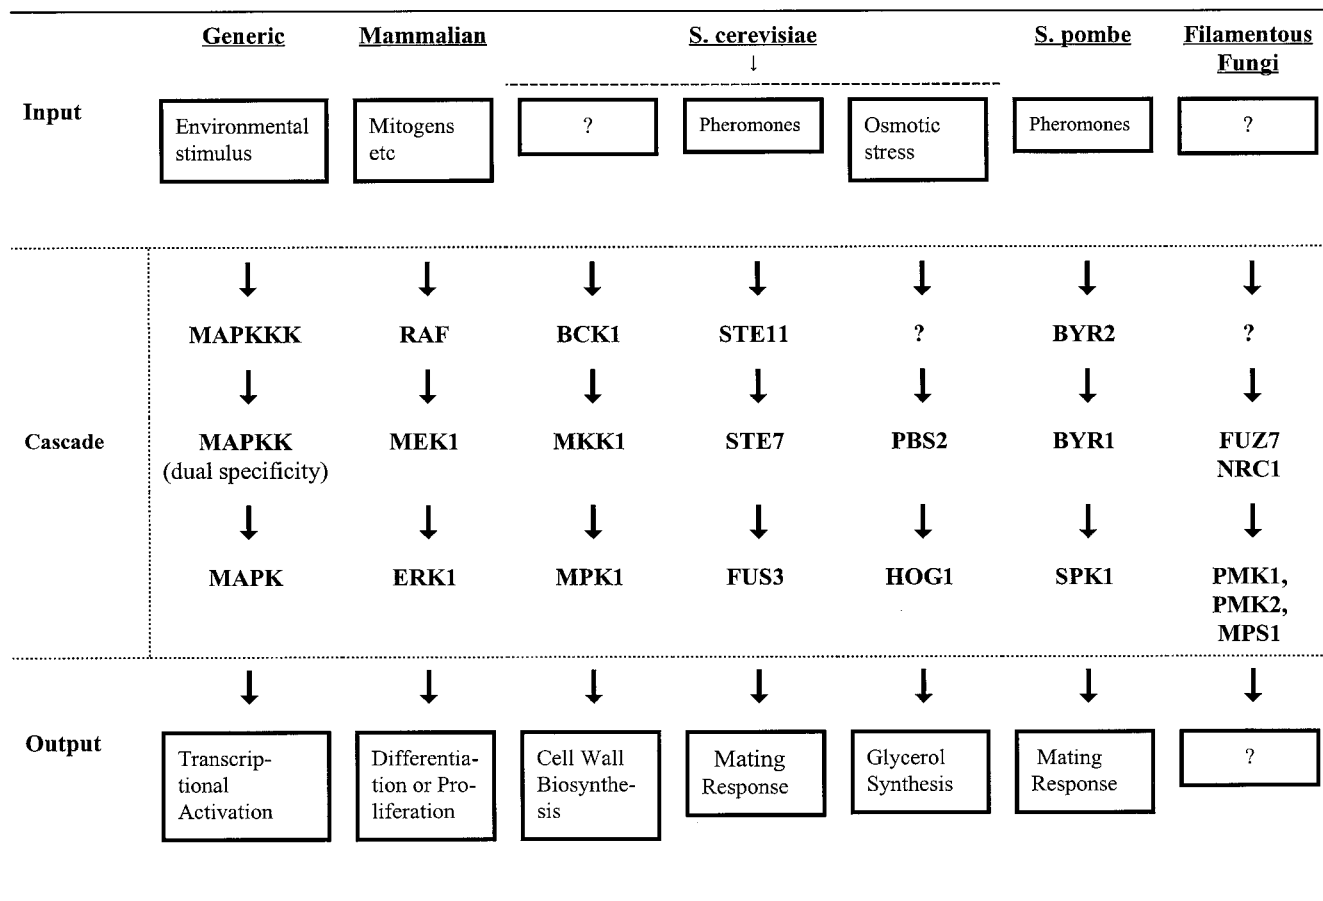 Generic Mammalian S. cerevisiae S. pombe Filamentous
↓ Fungi
Input
Environmental Mitogens ? Pheromones Osmotic Pheromones ?
stimulus etc stress
MAPKKK RAF BCK1 STE11 ? BYR2 ?
Cascade MAPKK MEK1 MKK1 STE7 PBS2 BYR1 FUZ7
(dual specificity) NRC1
MAPK ERK1 MPK1 FUS3 HOG1 SPK1 PMK1,
PMK2,
MPS1
Output
Transcrip- Differentia- Cell Wall Mating Glycerol Mating ?
tional tion or Pro- Biosynthe- Response Synthesis Response
Activation liferation sis